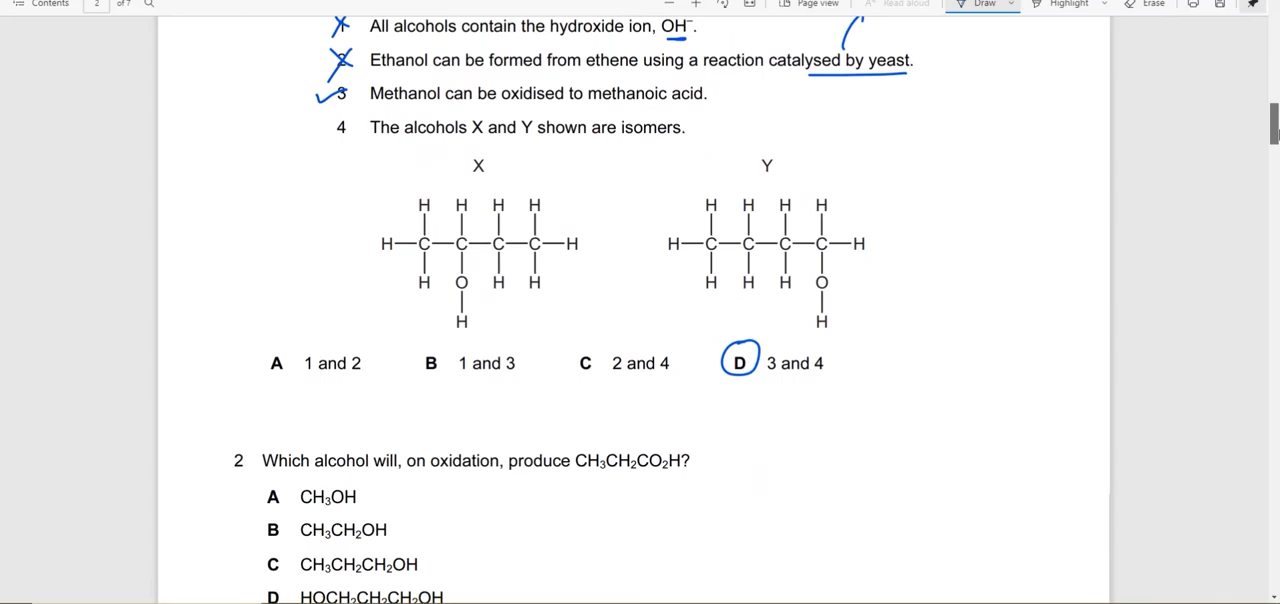 Contents 2 of 7 Page view Read aloud Draw Highlight Erase
1 All alcohols contain the hydroxide ion, OH⁻.
2 Ethanol can be formed from ethene using a reaction catalysed by yeast.
3 Methanol can be oxidised to methanoic acid.
4 The alcohols X and Y shown are isomers.
X Y
H H H H H H H H
H—C—C—C—C—H H—C—C—C—C—H
H O H H H H H O
H H
A 1 and 2 B 1 and 3 C 2 and 4 D 3 and 4
2 Which alcohol will, on oxidation, produce CH₃CH₂CO₂H?
A CH₃OH
B CH₃CH₂OH
C CH₃CH₂CH₂OH
D HOCH₂CH₂CH₂OH